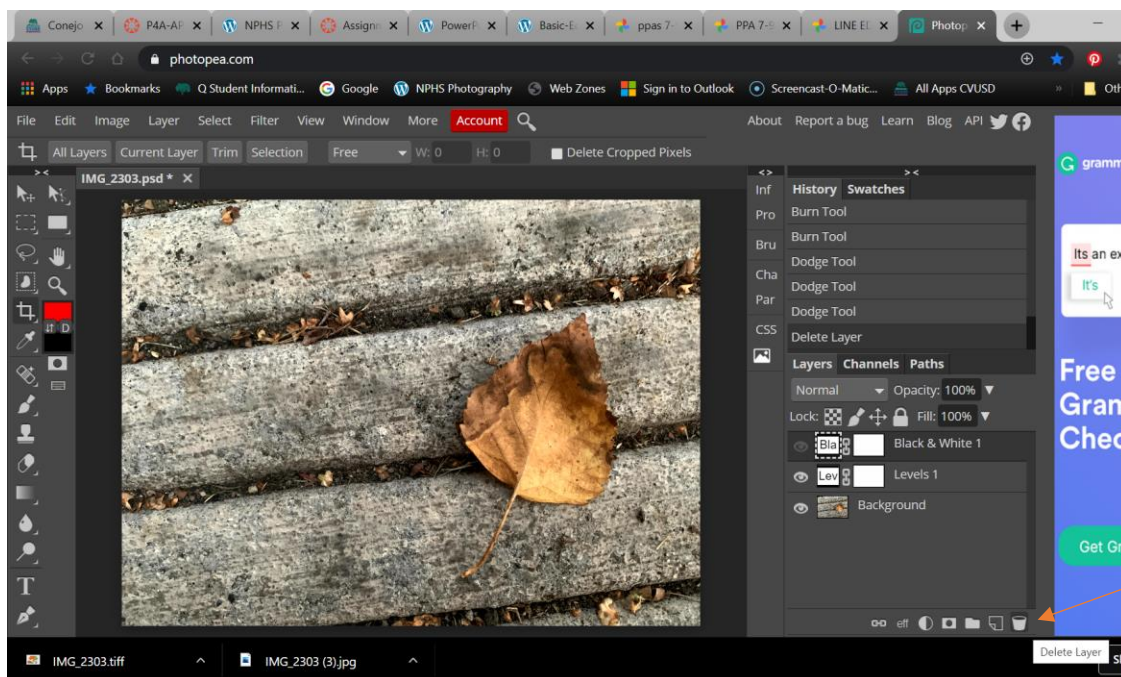 Conejo P4A-AP NPHS P Assignm PowerP Basic-E ppas 7- PPA 7-9 LINE ED Photop
photopea.com
Apps Bookmarks Q Student Informati... Google NPHS Photography Web Zones Sign in to Outlook Screencast-O-Matic... All Apps CVUSD » Oth
File Edit Image Layer Select Filter View Window More Account About Report a bug Learn Blog API
All Layers Current Layer Trim Selection Free W: 0 H: 0 Delete Cropped Pixels
IMG_2303.psd *
Inf
Pro
Bru
Cha
Par
CSS
History Swatches
Burn Tool
Burn Tool
Dodge Tool
Dodge Tool
Dodge Tool
Delete Layer
Layers Channels Paths
Normal Opacity: 100%
Lock: Fill: 100%
Bla Black & White 1
Lev Levels 1
Background
eff
Delete Layer
D
T
gramm
Its an ex
It's
Free
Gran
Chec
Get Gr
IMG_2303.tiff IMG_2303 (3).jpg